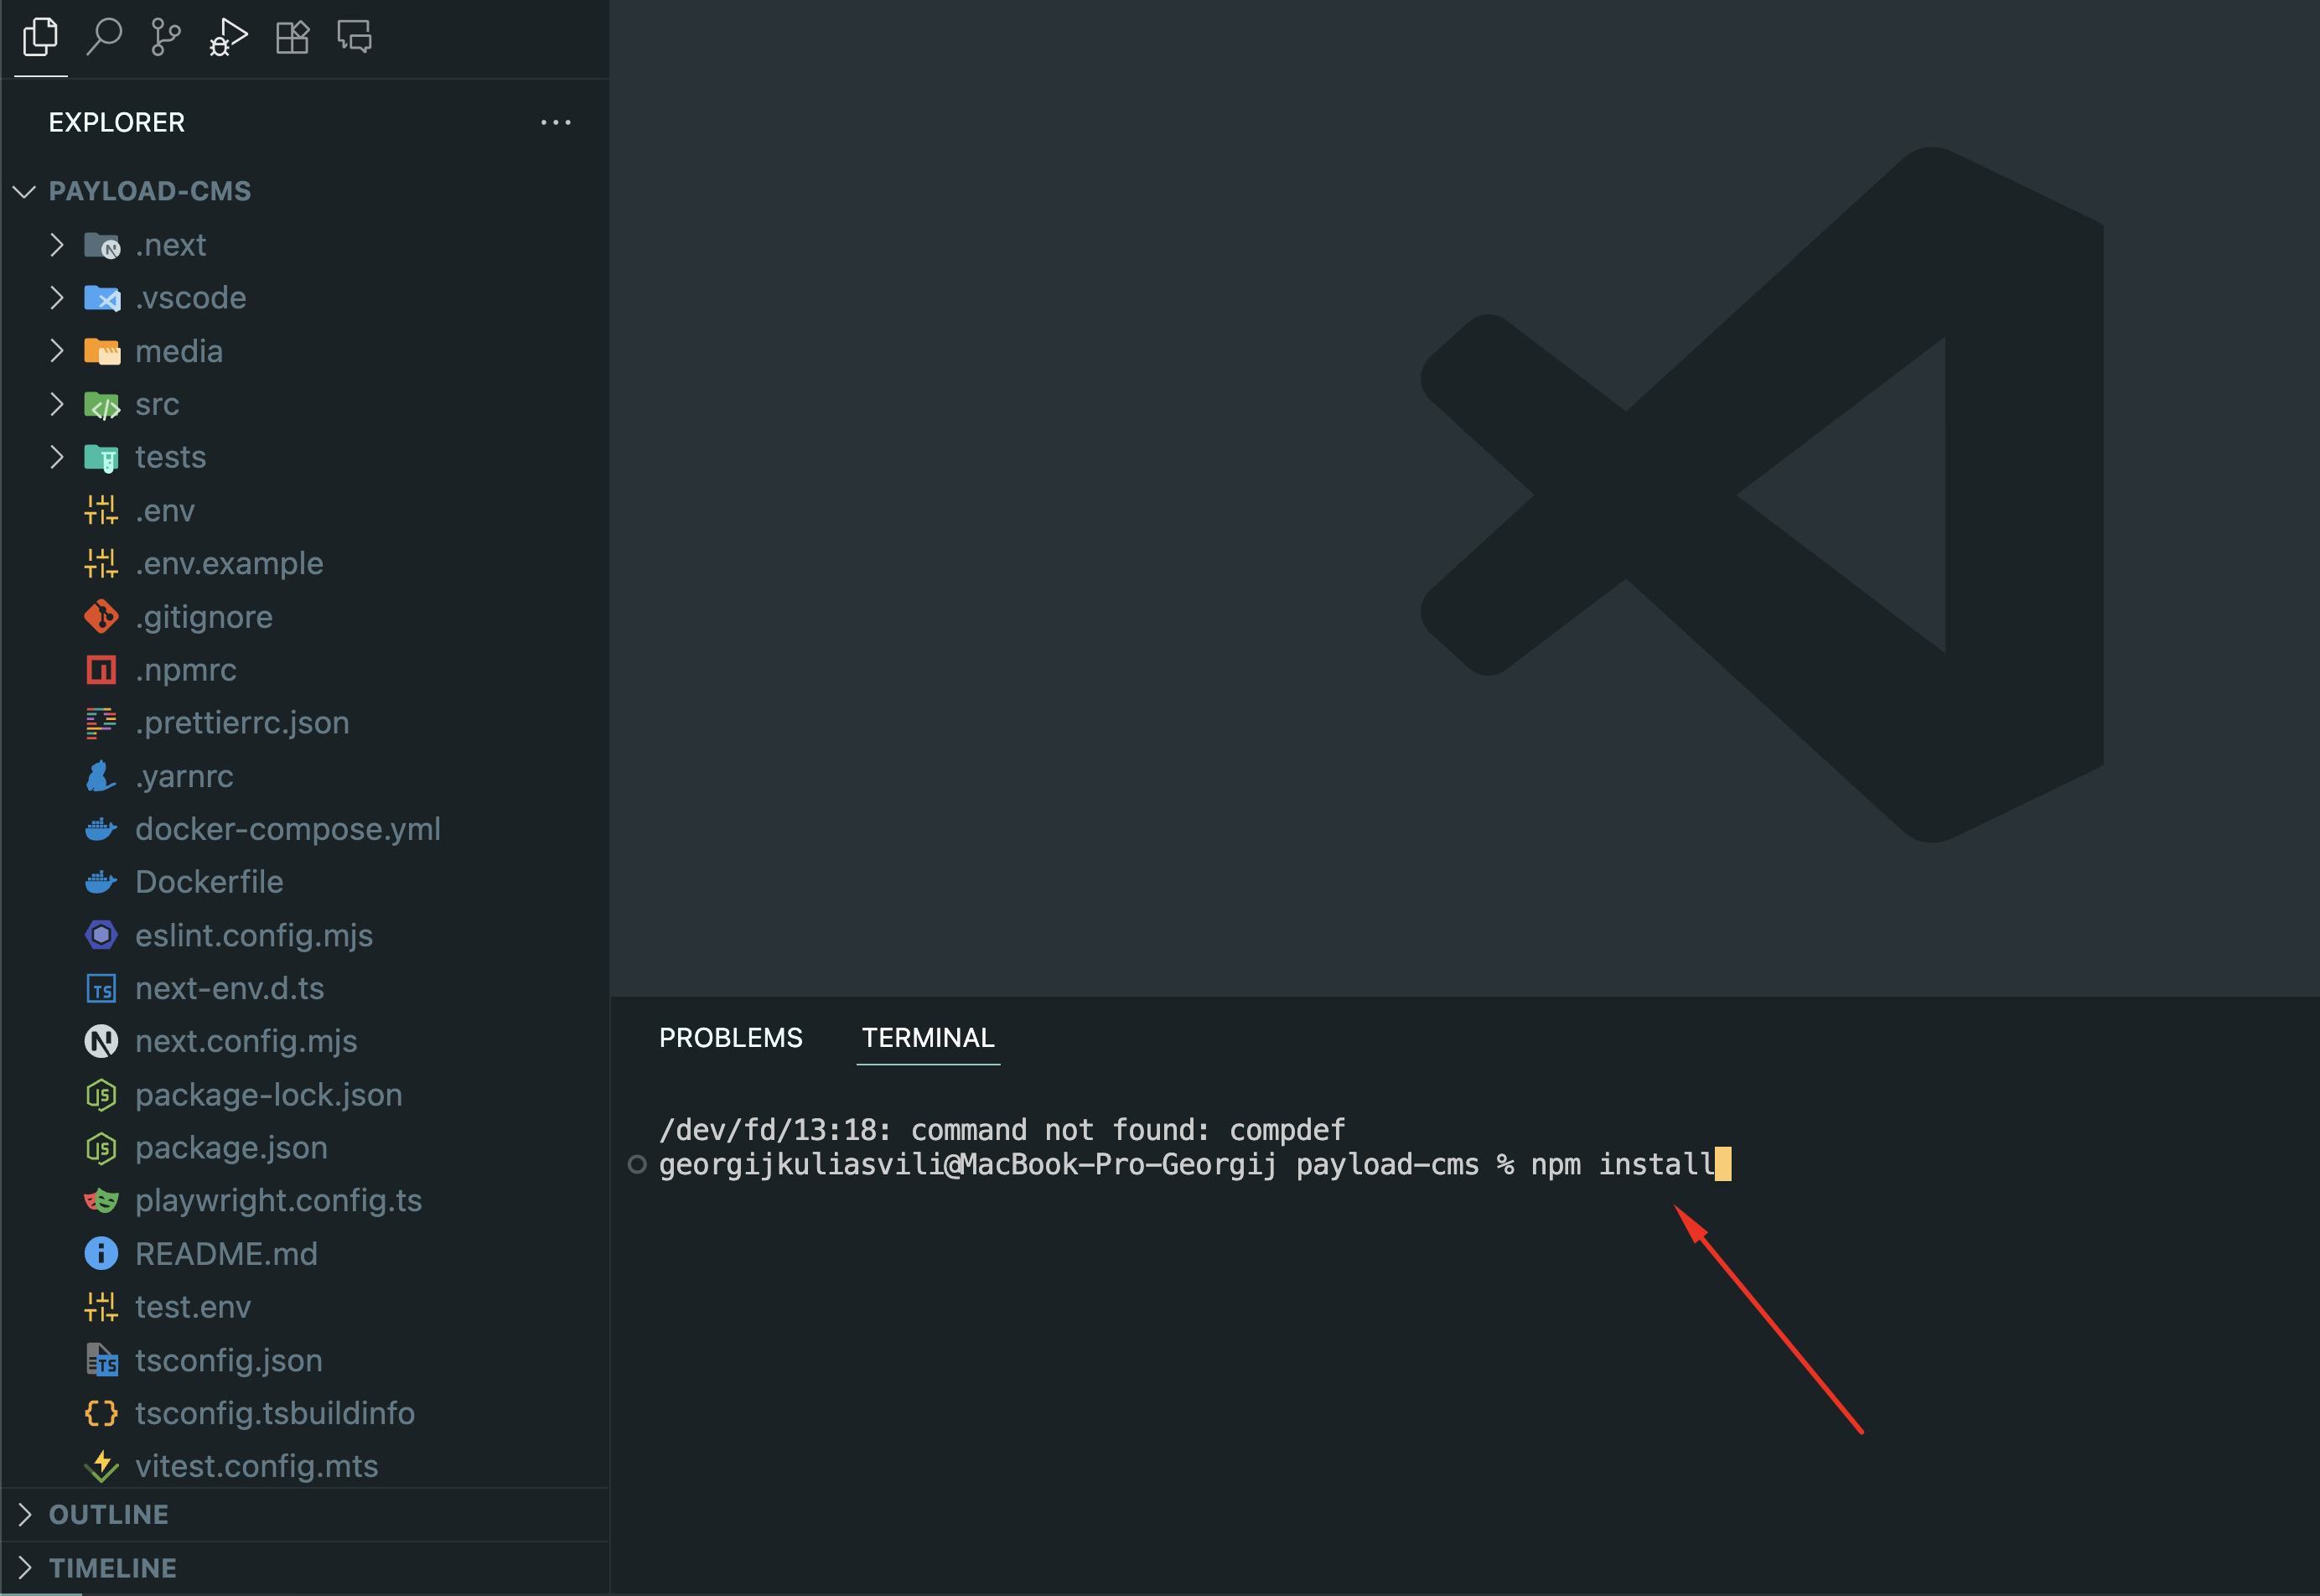 EXPLORER
PAYLOAD-CMS
.next
.vscode
media
src
tests
.env
.env.example
.gitignore
.npmrc
.prettierrc.json
.yarnrc
docker-compose.yml
Dockerfile
eslint.config.mjs
next-env.d.ts
next.config.mjs
package-lock.json
package.json
playwright.config.ts
README.md
test.env
tsconfig.json
tsconfig.tsbuildinfo
vitest.config.mts
OUTLINE
TIMELINE
PROBLEMS TERMINAL
/dev/fd/13:18: command not found: compdef
georgijkuliasvili@MacBook-Pro-Georgij payload-cms % npm install